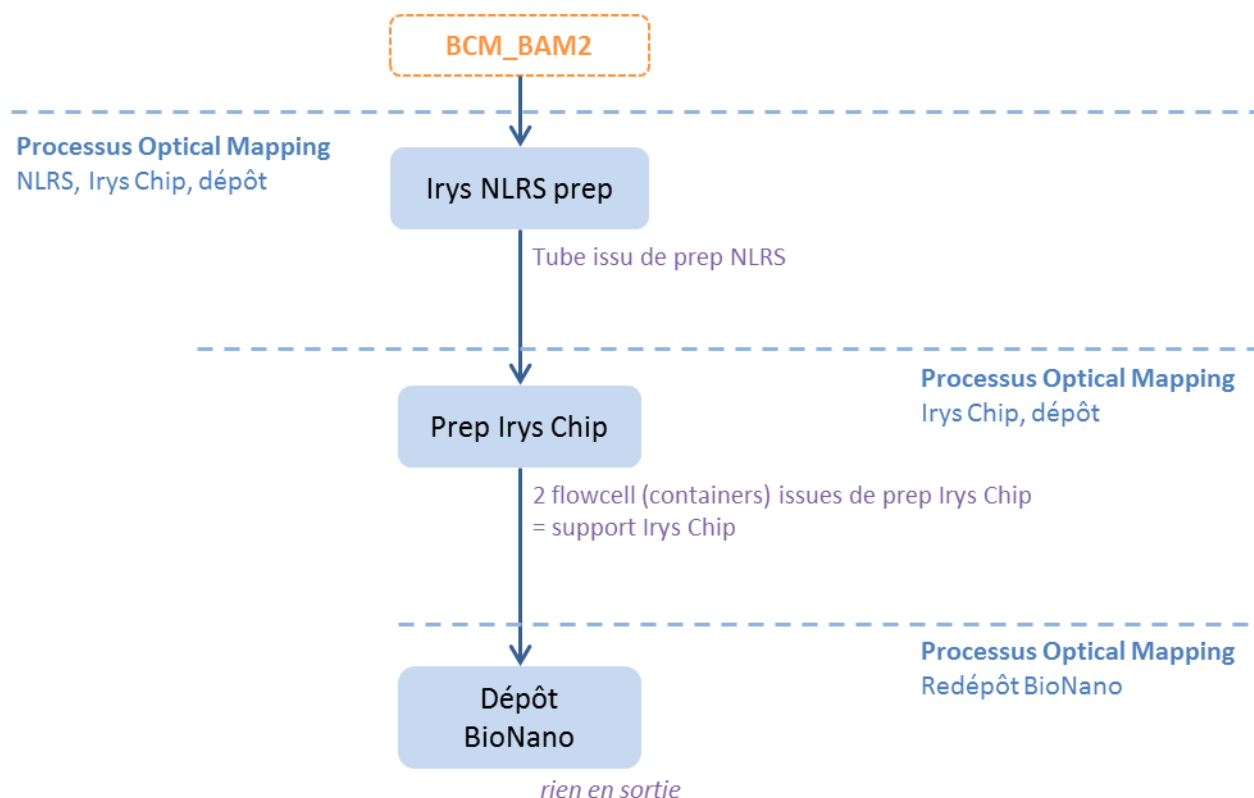 BCM_BAM2
Processus Optical Mapping
NLRS, Irys Chip, dépôt
Irys NLRS prep
Tube issu de prep NLRS
Processus Optical Mapping
Irys Chip, dépôt
Prep Irys Chip
2 flowcell (containers) issues de prep Irys Chip
= support Irys Chip
Processus Optical Mapping
Redépôt BioNano
Dépôt
BioNano
rien en sortie